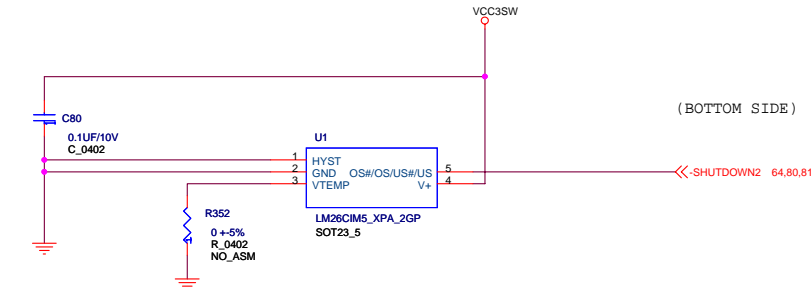 VCC3SW
(BOTTOM SIDE)
C80
0.1UF/10V
C_0402
U1
1 HYST
2 GND OS#/OS/US#/US 5
3 VTEMP V+ 4
-SHUTDOWN2 64,80,81
R352
0 +-5%
R_0402
NO_ASM
LM26CIM5_XPA_2GP
SOT23_5